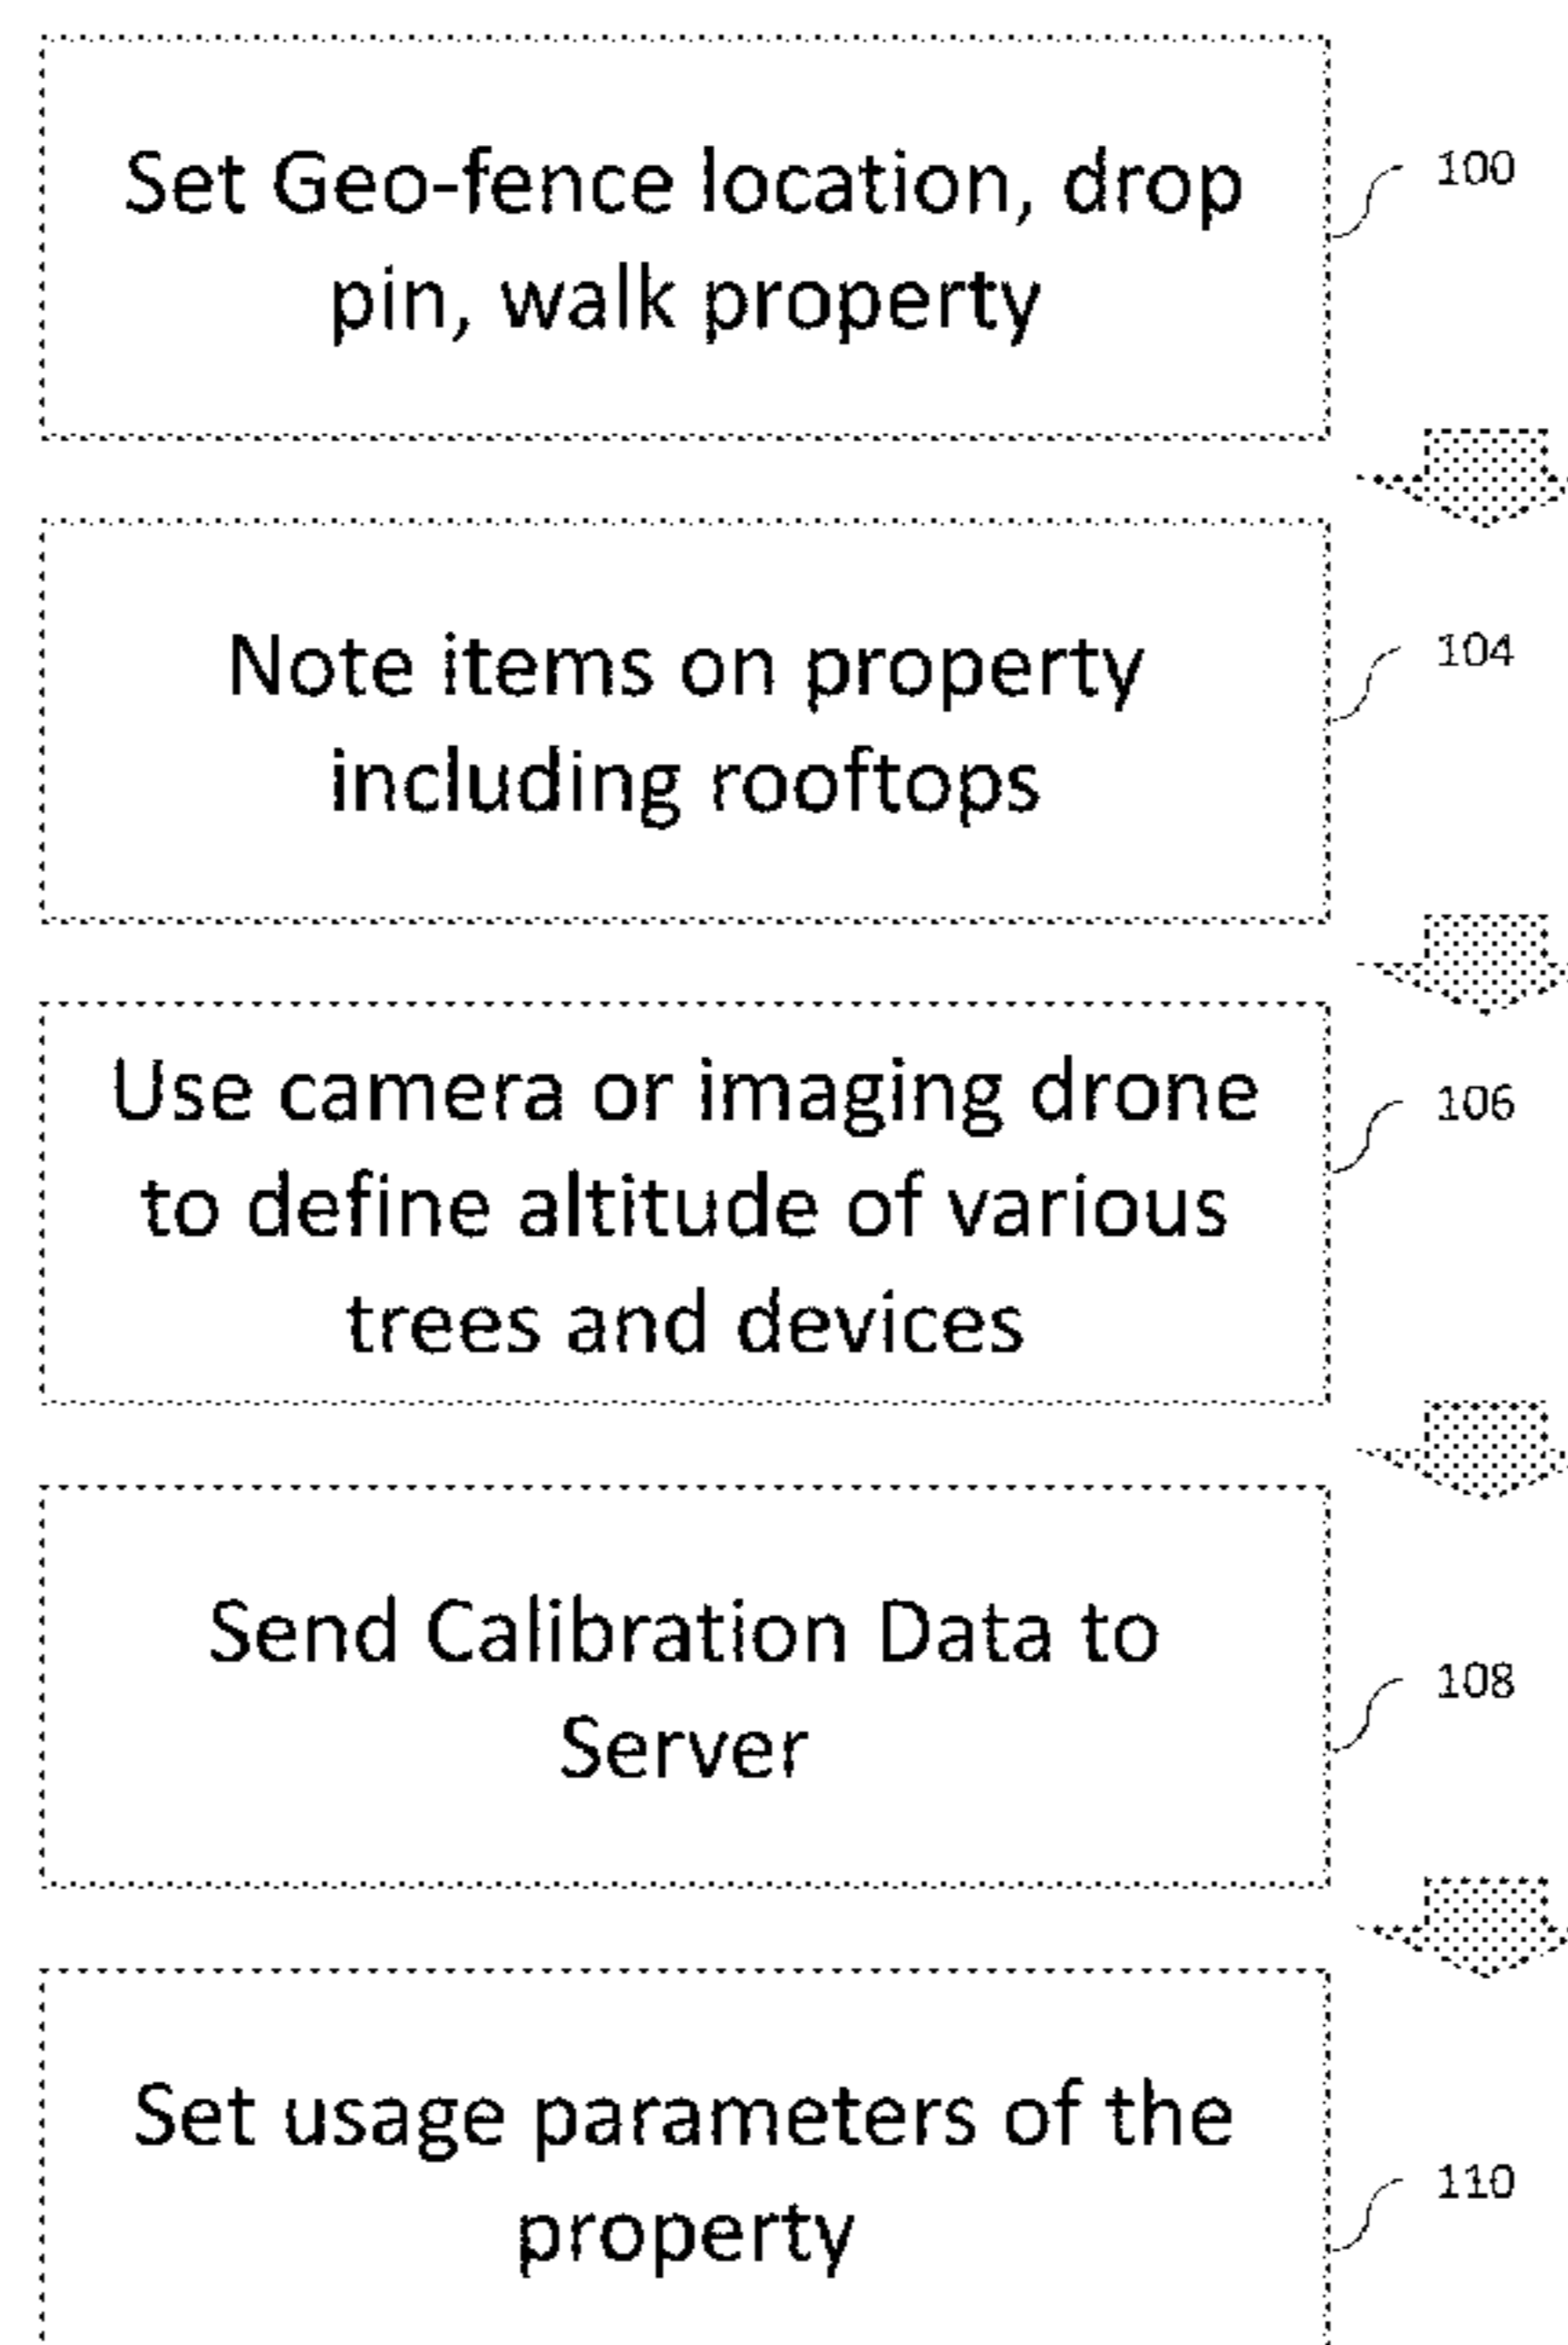 Set Geo-fence location, drop
pin, walk property
100
Note items on property
including rooftops
104
Use camera or imaging drone
to define altitude of various
trees and devices
106
Send Calibration Data to
Server
108
Set usage parameters of the
property
110